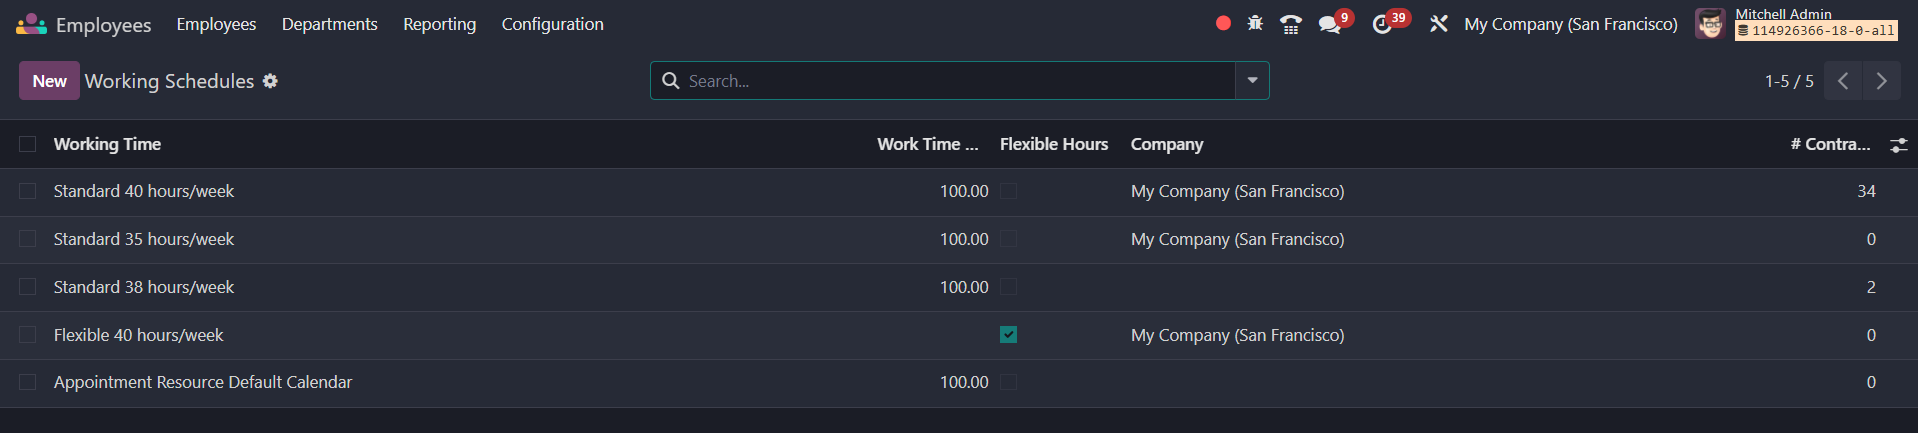 Employees Employees Departments Reporting Configuration 9 39 My Company (San Francisco) Mitchell Admin
114926366-18-0-all
New Working Schedules Search... 1-5 / 5
Working Time Work Time ... Flexible Hours Company # Contra...
Standard 40 hours/week 100.00 My Company (San Francisco) 34
Standard 35 hours/week 100.00 My Company (San Francisco) 0
Standard 38 hours/week 100.00 2
Flexible 40 hours/week My Company (San Francisco) 0
Appointment Resource Default Calendar 100.00 0